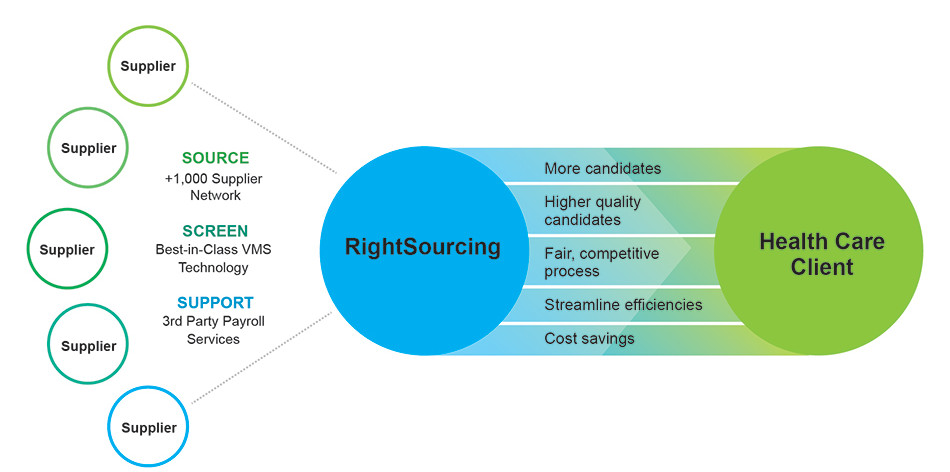 Supplier
Supplier
SOURCE
+1,000 Supplier
Network
Supplier
SCREEN
Best-in-Class VMS
Technology
SUPPORT
3rd Party Payroll
Services
Supplier
Supplier
RightSourcing
More candidates
Higher quality
candidates
Fair, competitive
process
Streamline efficiencies
Cost savings
Health Care
Client